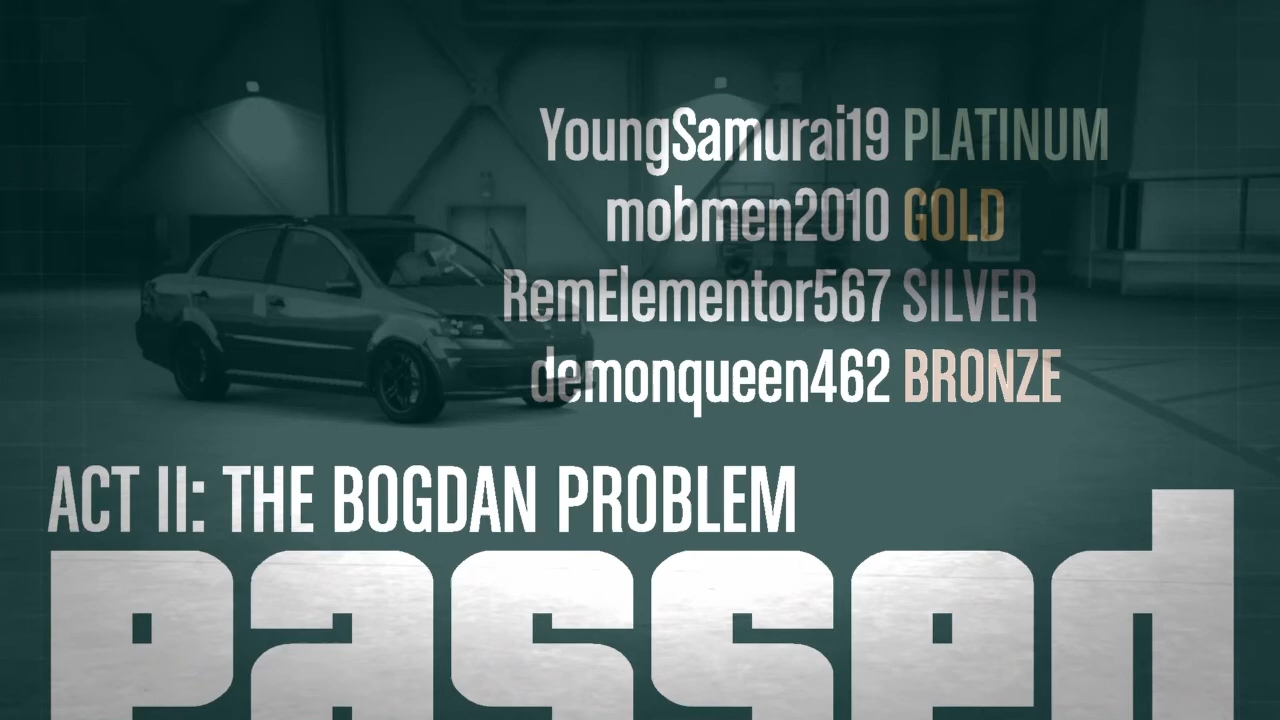 YoungSamurai19 PLATINUM
mobmen2010 GOLD
RemElementor567 SILVER
demonqueen462 BRONZE
ACT II: THE BOGDAN PROBLEM
passed